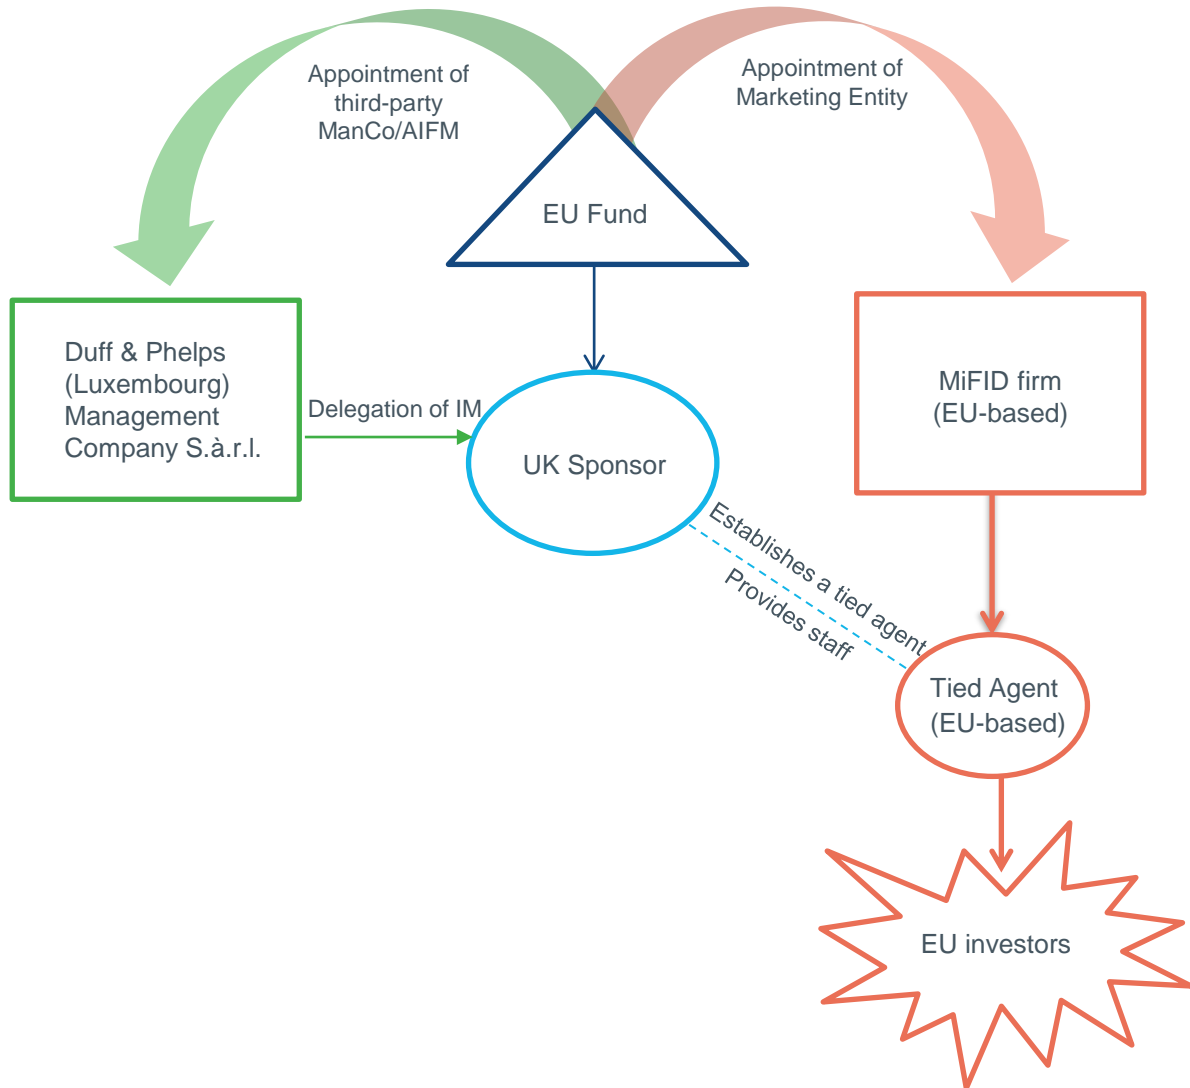 Appointment of
third-party
ManCo/AIFM
Appointment of
Marketing Entity
EU Fund
Duff & Phelps
(Luxembourg)
Management
Company S.à.r.l.
Delegation of IM
UK Sponsor
MiFID firm
(EU-based)
Establishes a tied agent
Provides staff
Tied Agent
(EU-based)
EU investors